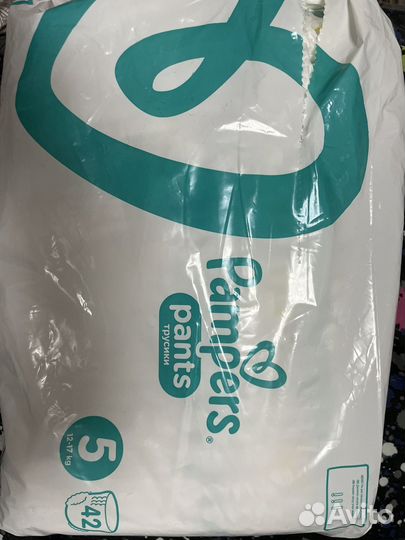 Pampers®
pants
трусики
5
12-17 kg
42
Avito